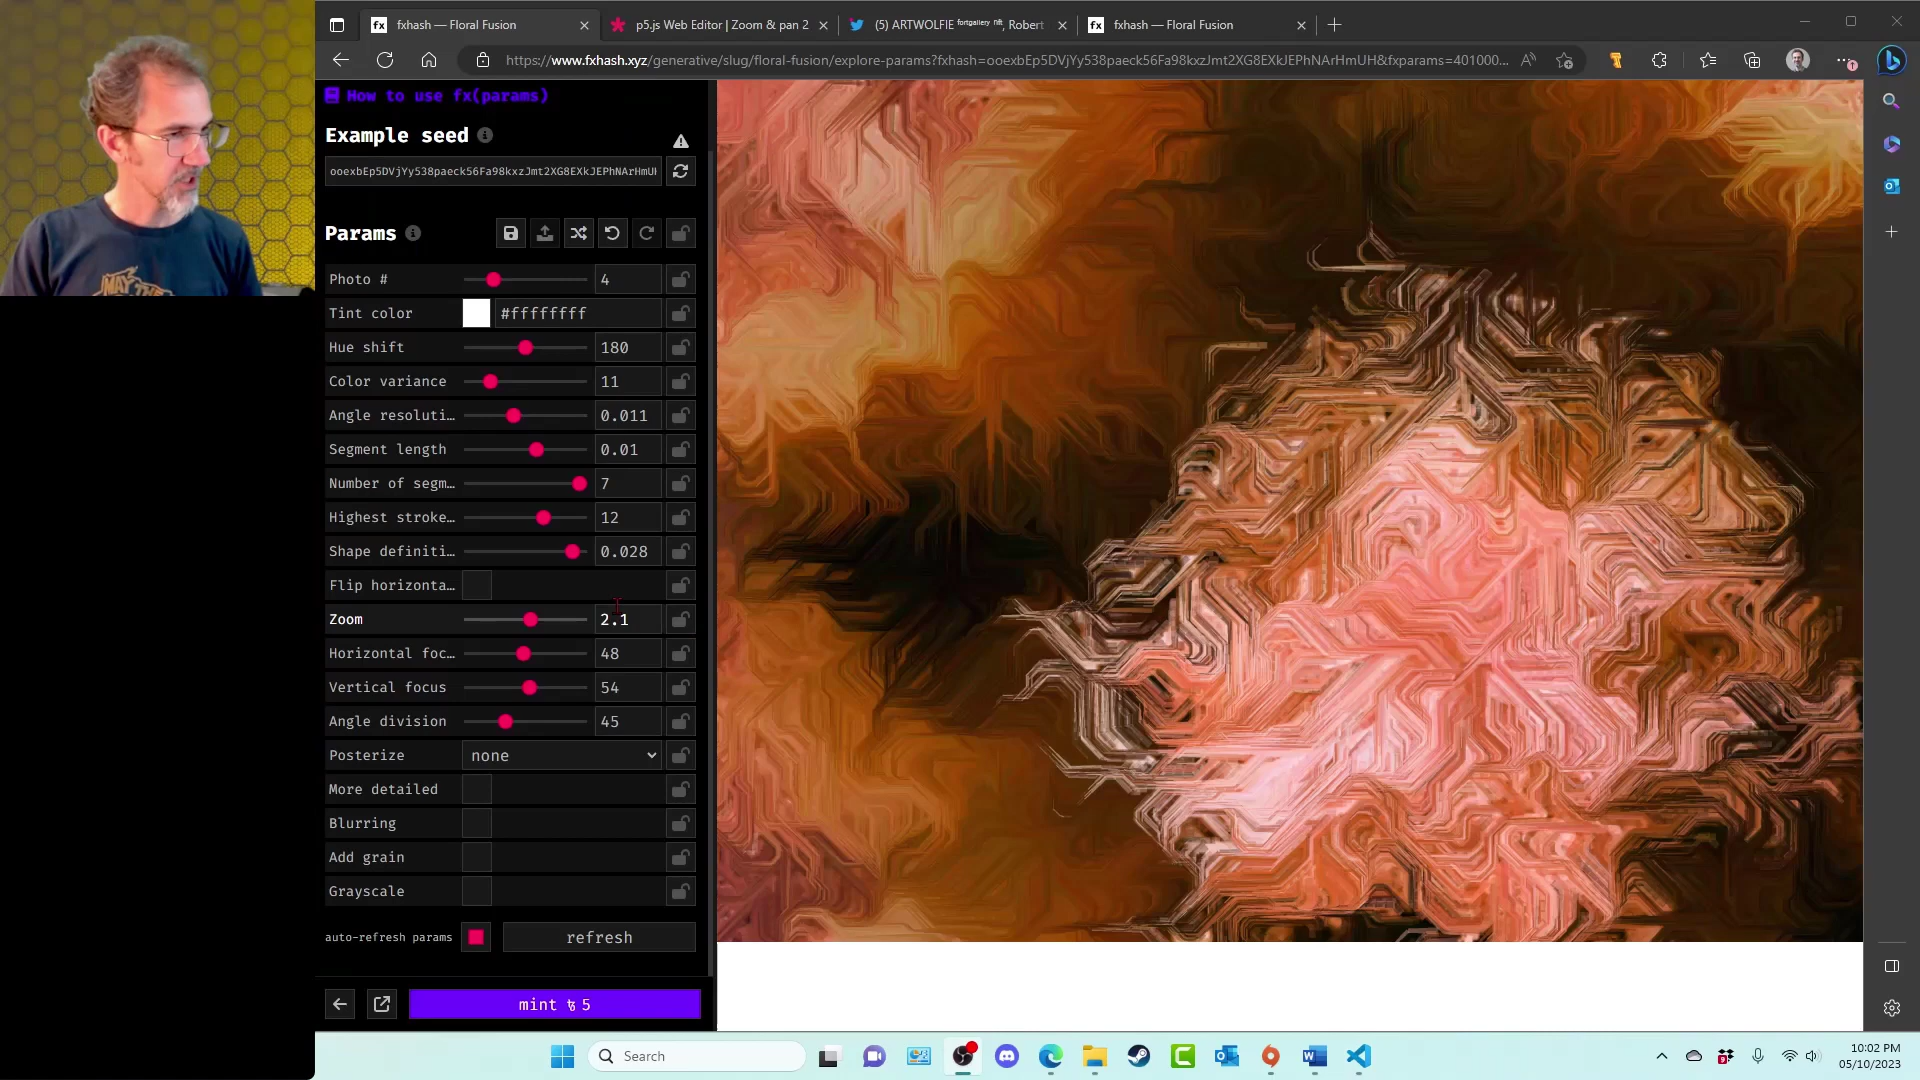 fxhash — Floral Fusion
p5.js Web Editor | Zoom & pan 2
(5) ARTWOLFIE ᶠᵒʳᵗᵍᵃˡˡᵉʳʸ ⁿᶠᵗ, Robert
fxhash — Floral Fusion
https://www.fxhash.xyz/generative/slug/floral-fusion/explore-params?fxhash=ooexbEp5DVjYy538paeck56Fa98kxzJmt2XG8EXkJEPhNArHmUH&fxparams=401000...
How to use fx(params)
Example seed
ooexbEp5DVjYy538paeck56Fa98kxzJmt2XG8EXkJEPhNArHmUH
Params
Photo # 4
Tint color #ffffffff
Hue shift 180
Color variance 11
Angle resoluti… 0.011
Segment length 0.01
Number of segm… 7
Highest stroke… 12
Shape definiti… 0.028
Flip horizonta…
Zoom 2.1
Horizontal foc… 48
Vertical focus 54
Angle division 45
Posterize none
More detailed
Blurring
Add grain
Grayscale
auto-refresh params refresh
mint ꜩ 5
MAY THE
Search
10:02 PM
05/10/2023